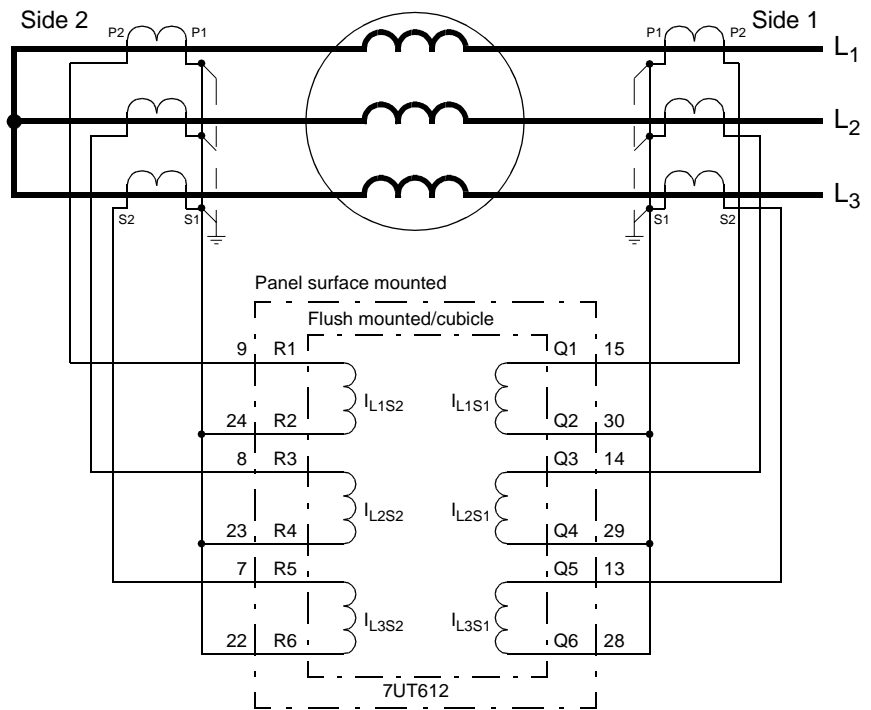 Side 2
P2
P1
P1
P2
Side 1
L1
L2
L3
S2
S1
S1
S2
Panel surface mounted
Flush mounted/cubicle
9 R1
Q1 15
IL1S2
IL1S1
24 R2
Q2 30
8 R3
Q3 14
IL2S2
IL2S1
23 R4
Q4 29
7 R5
Q5 13
IL3S2
IL3S1
22 R6
Q6 28
7UT612